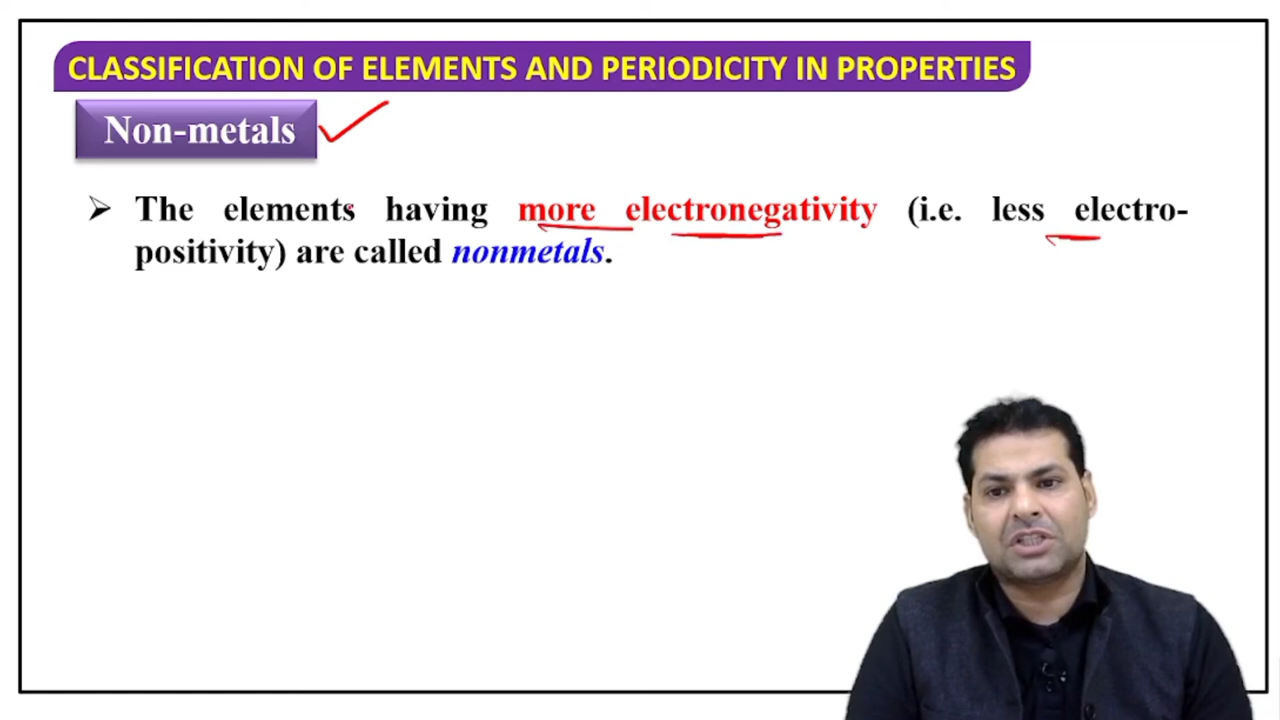 CLASSIFICATION OF ELEMENTS AND PERIODICITY IN PROPERTIES
Non-metals
➢ The elements having more electronegativity (i.e. less electro-
positivity) are called nonmetals.